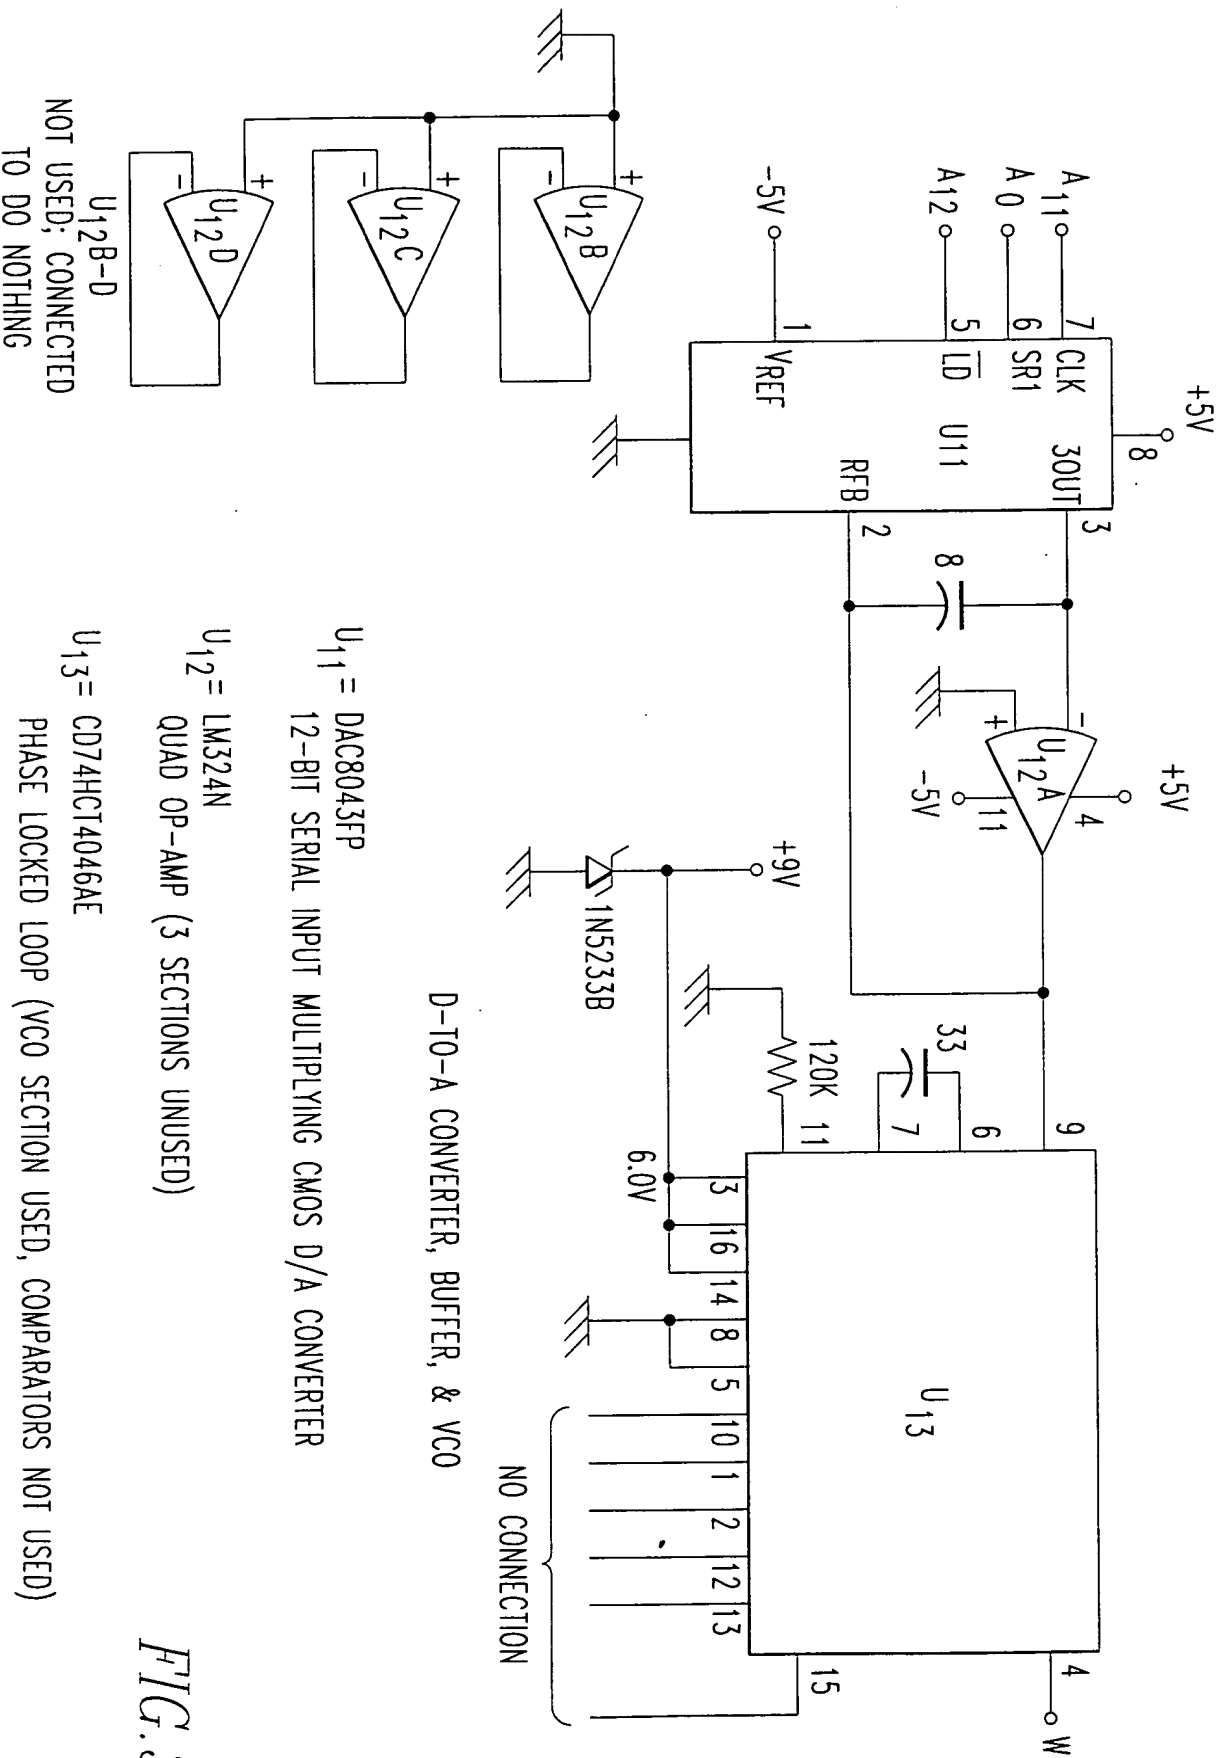 +5V
8
A11
7
CLK
3OUT
3
A0
6
SR1
A12
5
LD
U11
-5V
1
VREF
RFB
2
8
+5V
4
-
+
U12A
-5V
11
9
6
33
7
120K
11
+9V
1N5233B
6.0V
3
16
14
8
5
10
1
2
12
13
15
U13
4
W
NO CONNECTION
+
-
U12B
+
-
U12C
+
-
U12D
U12B-D
NOT USED; CONNECTED
TO DO NOTHING
D-TO-A CONVERTER, BUFFER, & VCO
U11= DAC8043FP
12-BIT SERIAL INPUT MULTIPLYING CMOS D/A CONVERTER
U12= LM324N
QUAD OP-AMP (3 SECTIONS UNUSED)
U13= CD74HCT4046AE
PHASE LOCKED LOOP (VCO SECTION USED, COMPARATORS NOT USED)
FIG.